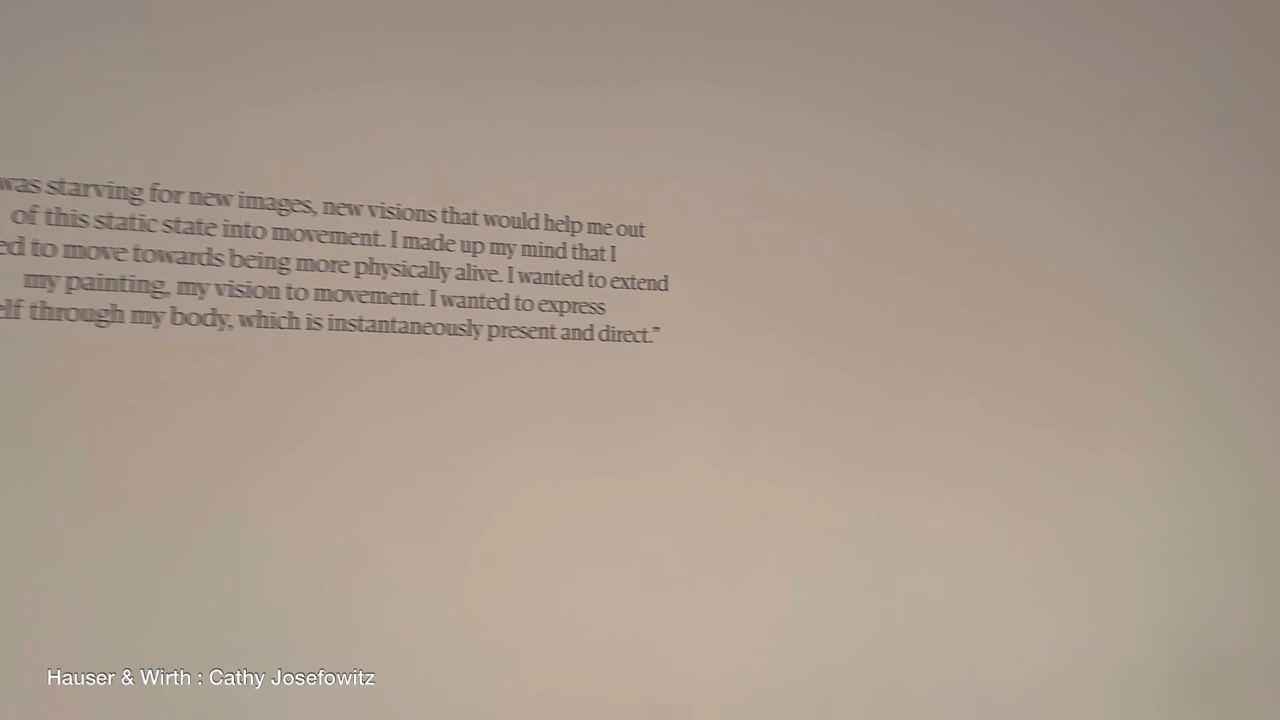 was starving for new images, new visions that would help me out
of this static state into movement. I made up my mind that I
to move towards being more physically alive. I wanted to extend
my painting, my vision to movement. I wanted to express
through my body, which is instantaneously present and direct.”
Hauser & Wirth : Cathy Josefowitz